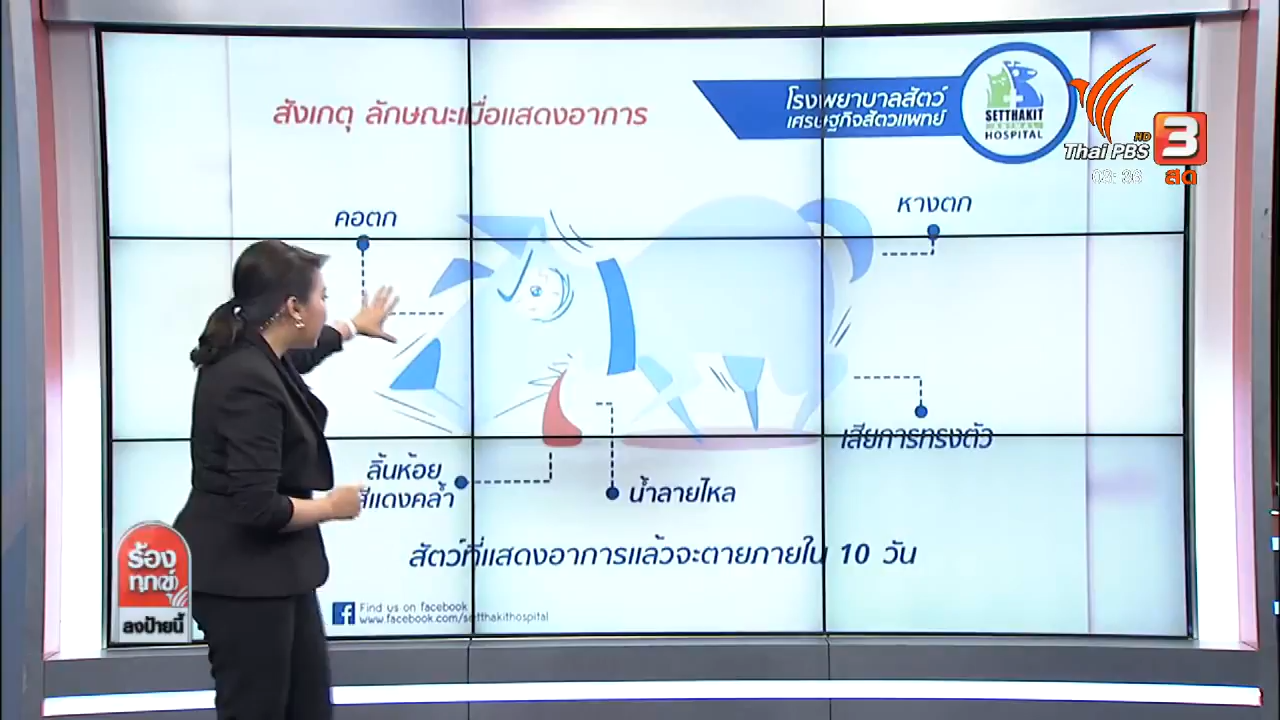 สังเกตุ ลักษณะเมื่อแสดงอาการ
โรงพยาบาลสัตว์
เศรษฐกิจสัตวแพทย์
SETTHAKIT
HOSPITAL
HD
Thai PBS
3
สด
คอตก
หางตก
เสียการทรงตัว
ลิ้นห้อย
สีแดงคล้ำ
น้ำลายไหล
สัตว์ที่แสดงอาการแล้วจะตายภายใน 10 วัน
Find us on facebook
www.facebook.com/setthakithospital
ร้อง
ทุกข์
ลงป้ายนี้